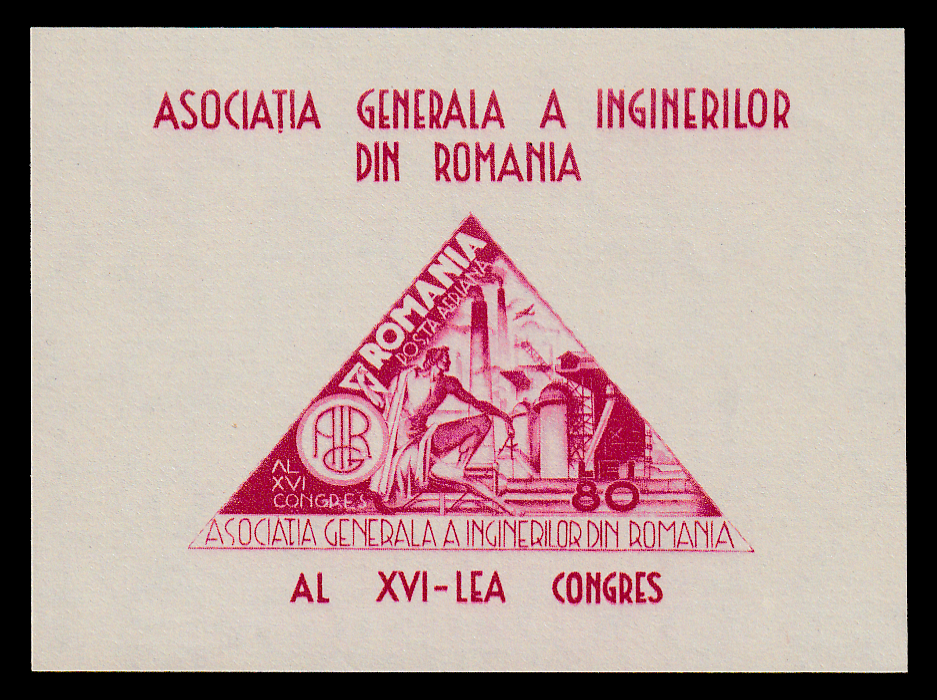 ASOCIAȚIA GENERALA A INGINERILOR
DIN ROMANIA
ROMANIA
POSTA AERIANA
AGIR
AL
XVI
CONGRES
LEI
80
ASOCIATIA GENERALA A INGINERILOR DIN ROMANIA
AL XVI-LEA CONGRES